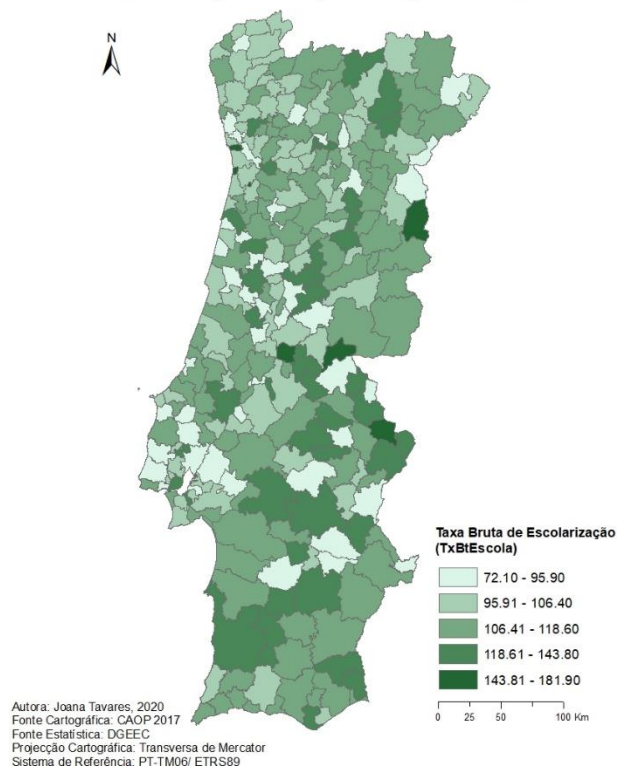 N
Taxa Bruta de Escolarização
(TxBtEscola)
72.10 - 95.90
95.91 - 106.40
106.41 - 118.60
118.61 - 143.80
143.81 - 181.90
0 25 50 100 Km
Autora: Joana Tavares, 2020
Fonte Cartográfica: CAOP 2017
Fonte Estatística: DGEEC
Projecção Cartográfica: Transversa de Mercator
Sistema de Referência: PT-TM06/ ETRS89